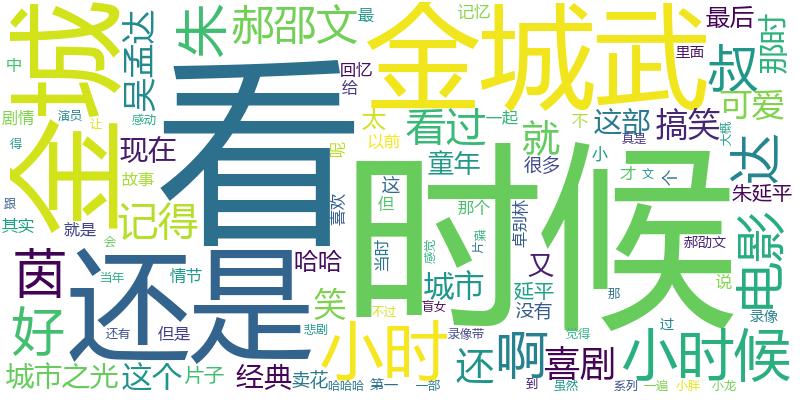 金城
吴孟达
朱
郝邵文
最
金城武
记忆
最后
那时
里面
叔
中
回忆
给
看
剧情
演员
感动
让
太
看过
一起
就
这部
不
搞笑
可爱
真是
大概
达
得
现在
呢
以前
童年
很多
小
才
文
个
跟
故事
喜欢
这
但
那个
卓别林
朱延平
其实
就是
记得
时候
片碟
感觉
郝劭文
电影
会
茵
还是
哈哈
当时
又
当年
情节
笑
城市
延平
没有
那
说
好
还有
但是
悲剧
不过
盲女
小时
录像带
啊
觉得
过
录像
城市之光
这个
片子
经典
卖花
还
喜剧
小时候
哈哈哈
第一
一部
到
虽然
系列
一遍
小胖
小龙